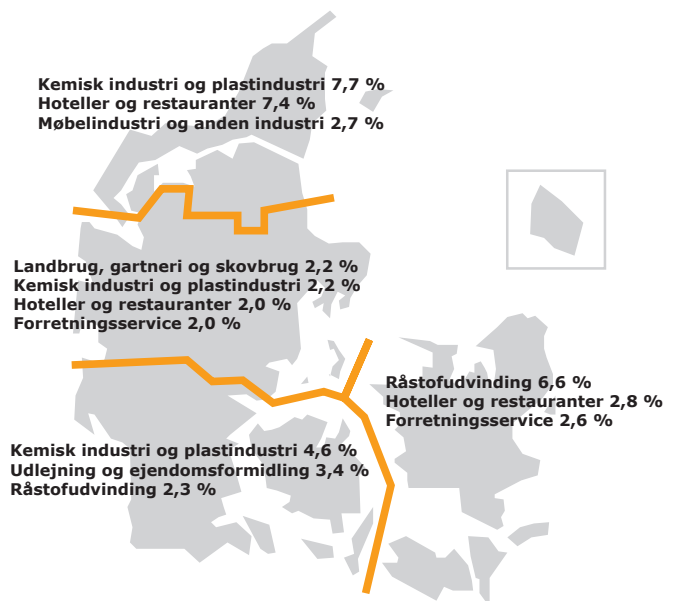 Kemisk industri og plastindustri 7,7 %
Hoteller og restauranter 7,4 %
Møbelindustri og anden industri 2,7 %
Landbrug, gartneri og skovbrug 2,2 %
Kemisk industri og plastindustri 2,2 %
Hoteller og restauranter 2,0 %
Forretningsservice 2,0 %
Råstofudvinding 6,6 %
Hoteller og restauranter 2,8 %
Forretningsservice 2,6 %
Kemisk industri og plastindustri 4,6 %
Udlejning og ejendomsformidling 3,4 %
Råstofudvinding 2,3 %